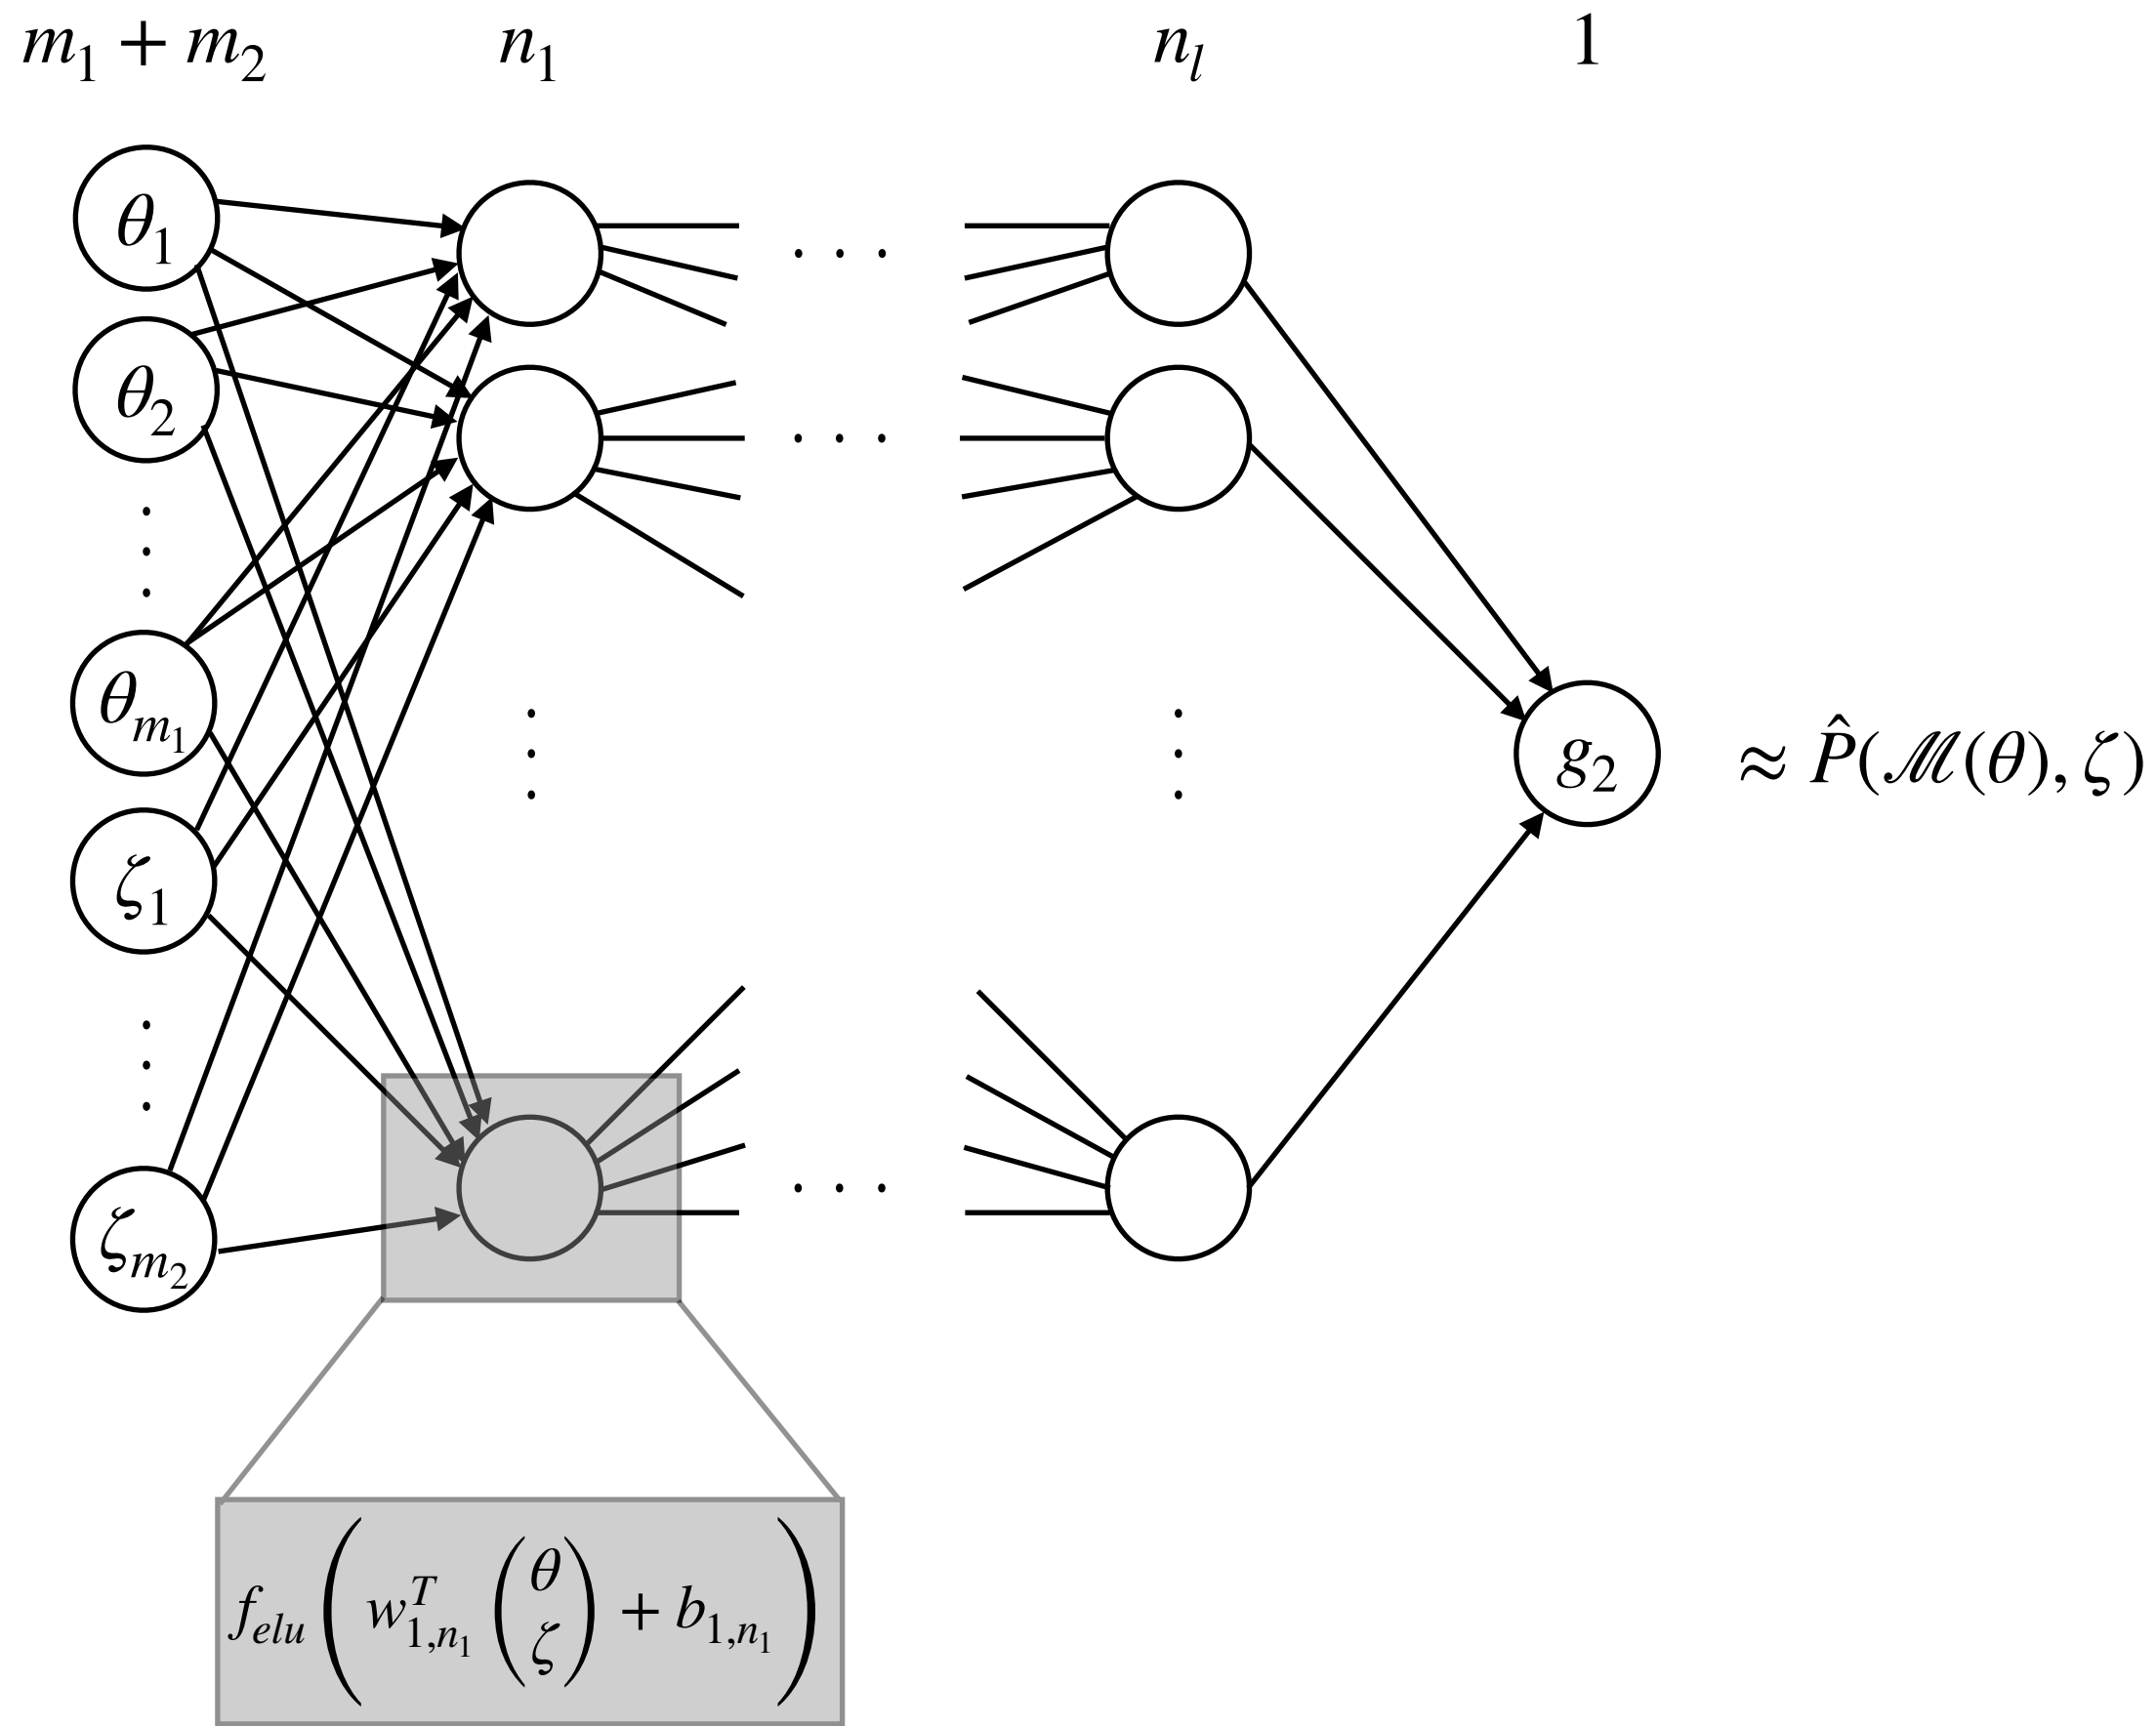 m₁ + m₂ n₁ n_l 1
θ₁
θ₂
θ_{m₁}
ζ₁
ζ_{m₂}
g₂ ≈ P̂(ℳ(θ), ζ)
f_{elu}(w^T_{1,n₁}(θ ζ) + b_{1,n₁})